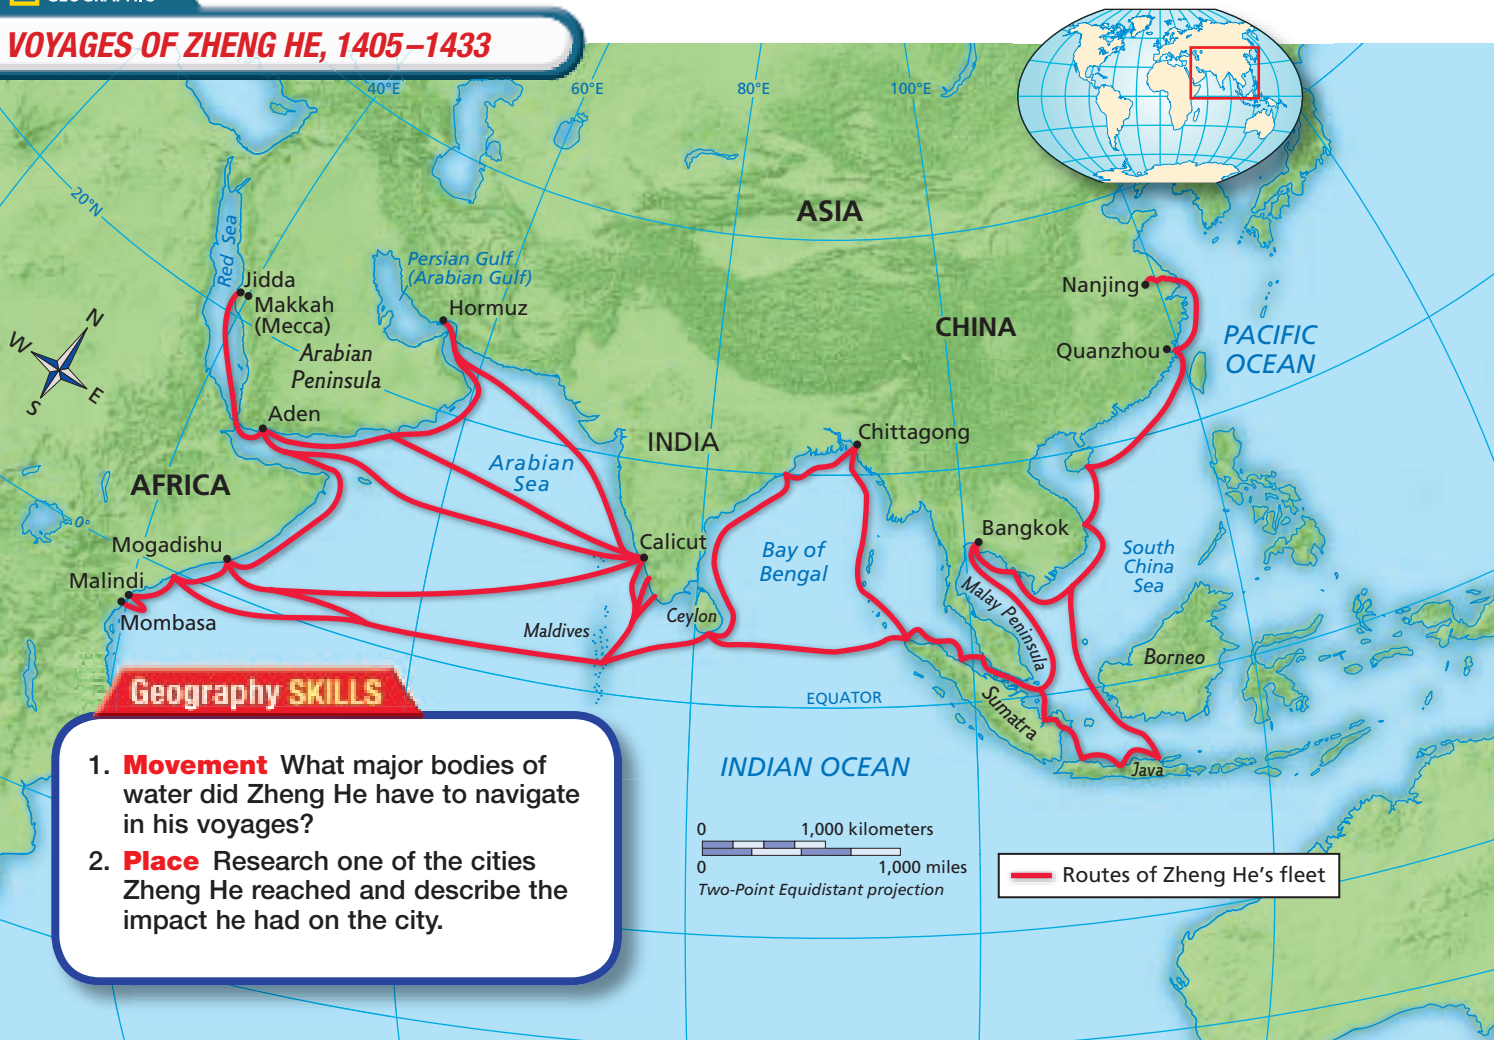 GEOGRAPHIC
VOYAGES OF ZHENG HE, 1405–1433
40°E
60°E
80°E
100°E
20°N
ASIA
Red Sea
Persian Gulf
(Arabian Gulf)
Jidda
Makkah
(Mecca)
Hormuz
Nanjing
CHINA
PACIFIC
OCEAN
Quanzhou
Arabian
Peninsula
N
W
E
S
Aden
INDIA
Chittagong
Arabian
Sea
AFRICA
0°
Bangkok
Mogadishu
Calicut
Bay of
Bengal
South
China
Sea
Malindi
Mombasa
Malay Peninsula
Ceylon
Maldives
Borneo
EQUATOR
Sumatra
INDIAN OCEAN
Java
Geography SKILLS
1. Movement What major bodies of
water did Zheng He have to navigate
in his voyages?
2. Place Research one of the cities
Zheng He reached and describe the
impact he had on the city.
0 1,000 kilometers
0 1,000 miles
Two-Point Equidistant projection
Routes of Zheng He's fleet